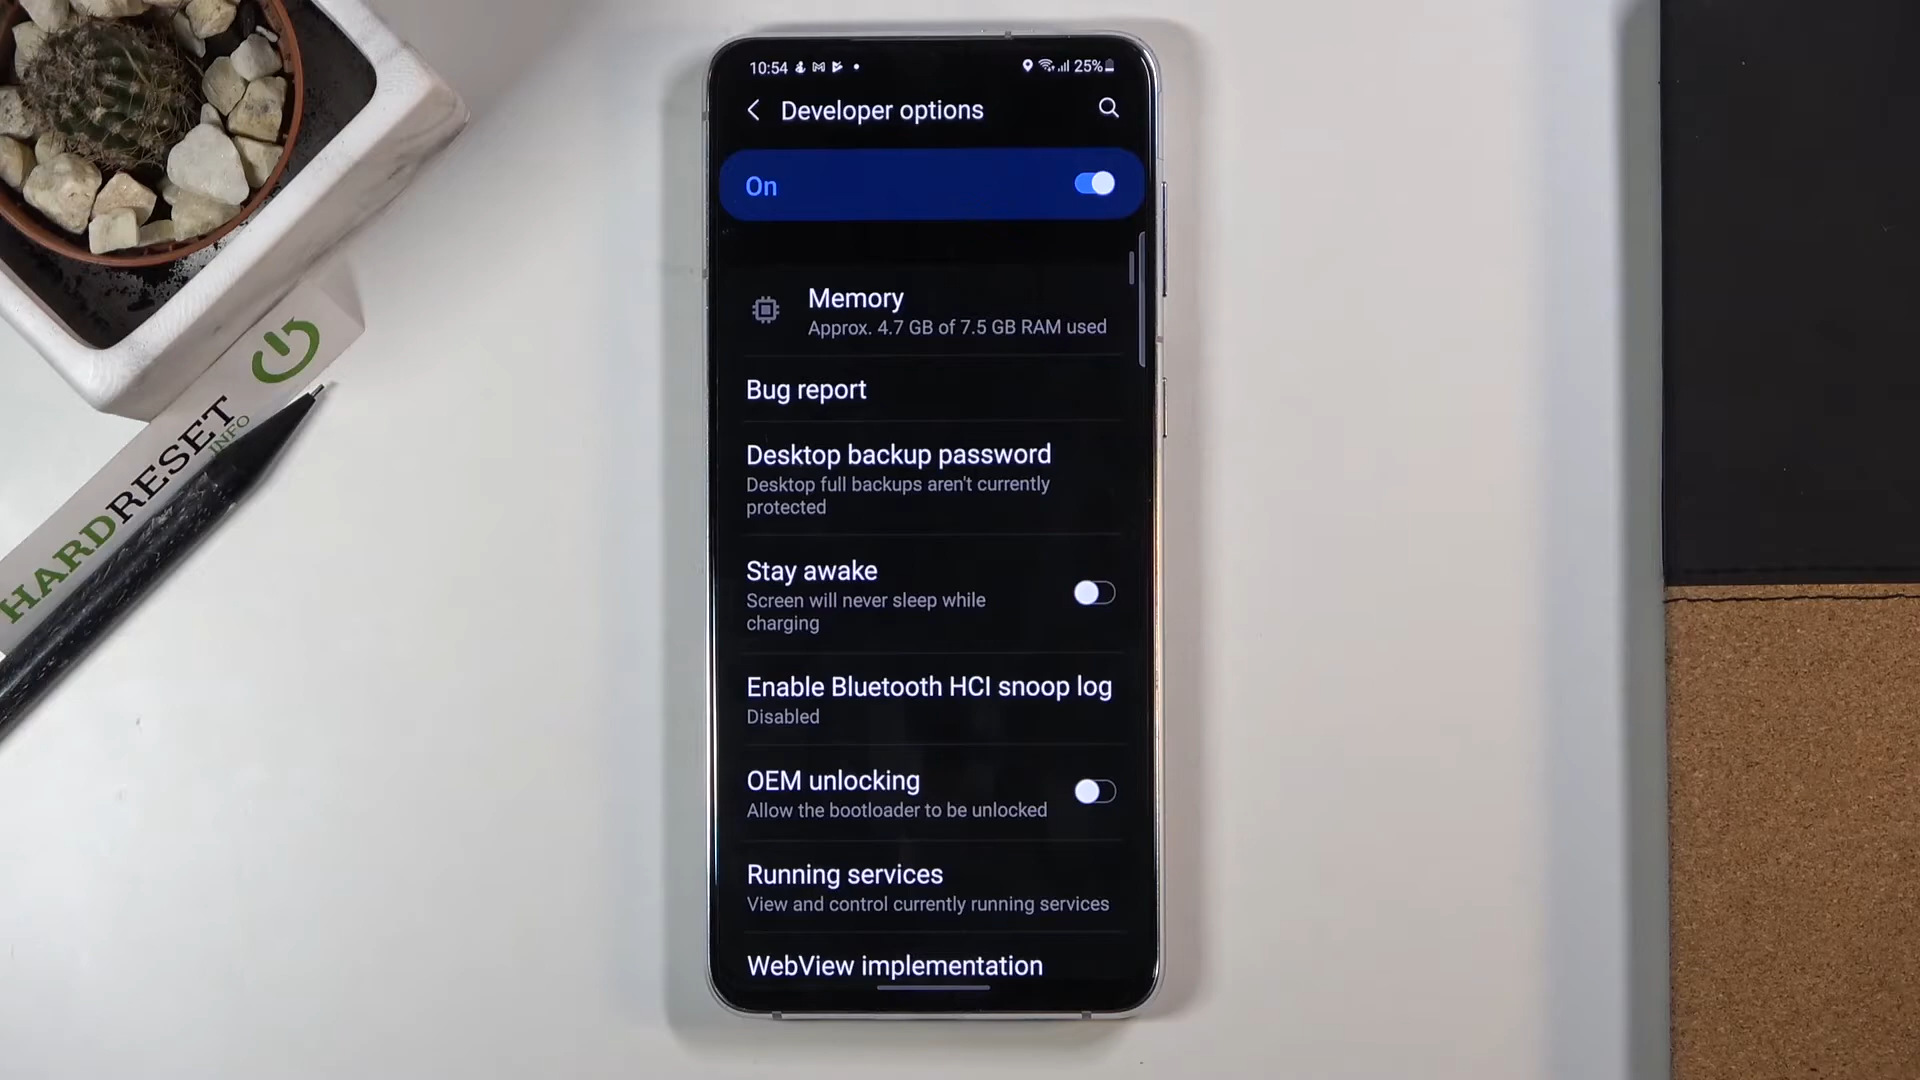 10:54
25%
Developer options
On
Memory
Approx. 4.7 GB of 7.5 GB RAM used
Bug report
Desktop backup password
Desktop full backups aren't currently
protected
Stay awake
Screen will never sleep while
charging
Enable Bluetooth HCI snoop log
Disabled
OEM unlocking
Allow the bootloader to be unlocked
Running services
View and control currently running services
WebView implementation
HARDRESET
.INFO